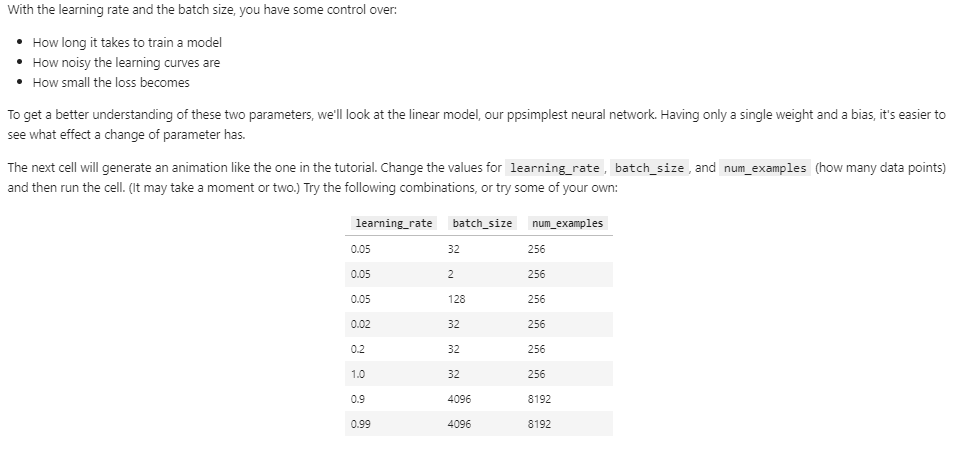 With the learning rate and the batch size, you have some control over:
• How long it takes to train a model
• How noisy the learning curves are
• How small the loss becomes
To get a better understanding of these two parameters, we'll look at the linear model, our ppsimplest neural network. Having only a single weight and a bias, it's easier to
see what effect a change of parameter has.
The next cell will generate an animation like the one in the tutorial. Change the values for learning_rate, batch_size, and num_examples (how many data points)
and then run the cell. (It may take a moment or two.) Try the following combinations, or try some of your own:
learning_rate batch_size num_examples
0.05 32 256
0.05 2 256
0.05 128 256
0.02 32 256
0.2 32 256
1.0 32 256
0.9 4096 8192
0.99 4096 8192